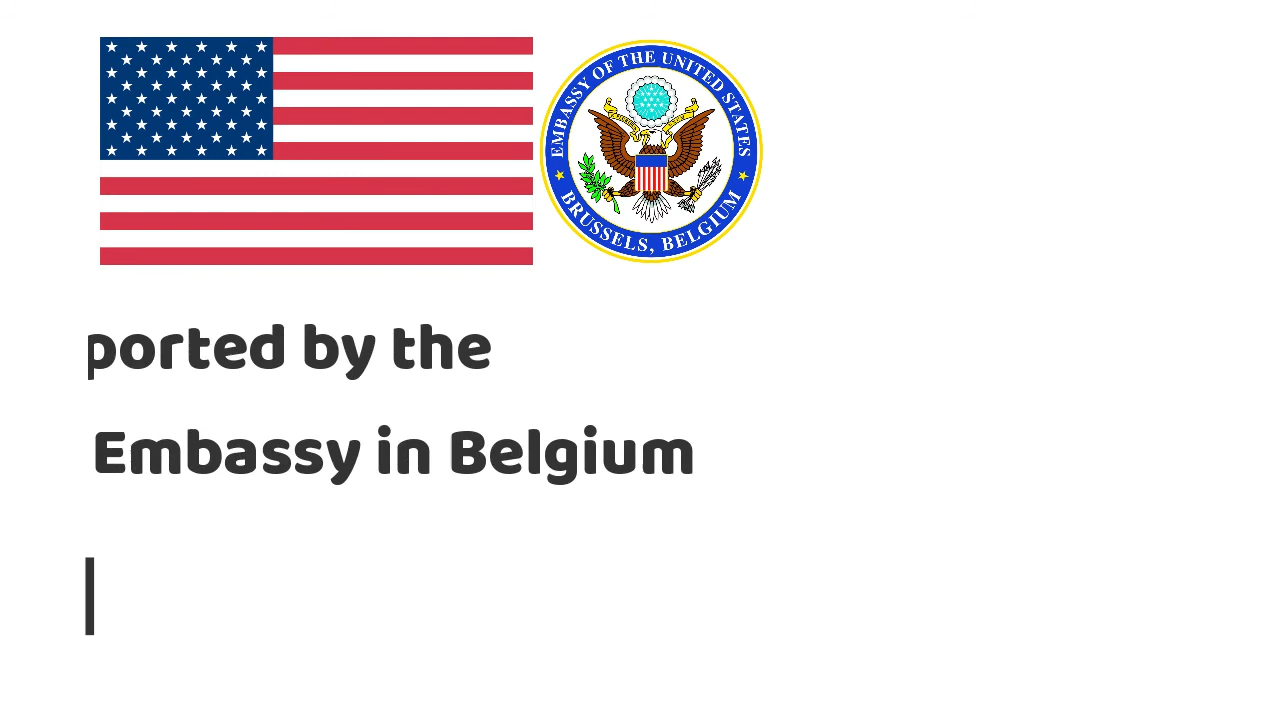 EMBASSY OF THE UNITED STATES
BRUSSELS, BELGIUM
ported by the
Embassy in Belgium